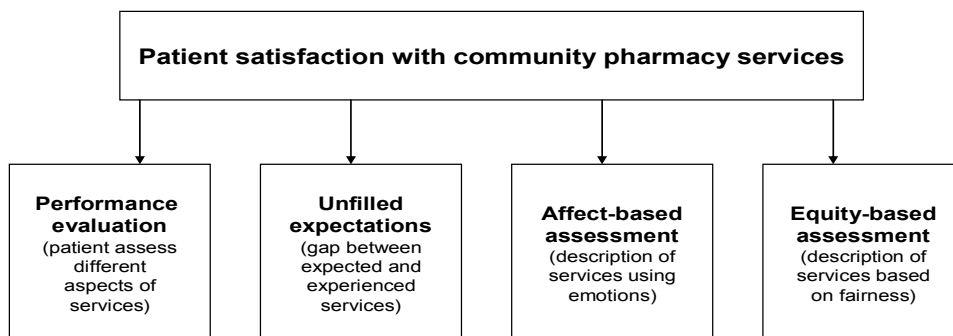 Patient satisfaction with community pharmacy services
Performance
evaluation
(patient assess
different
aspects of
services)
Unfilled
expectations
(gap between
expected and
experienced
services)
Affect-based
assessment
(description of
services using
emotions)
Equity-based
assessment
(description of
services based
on fairness)